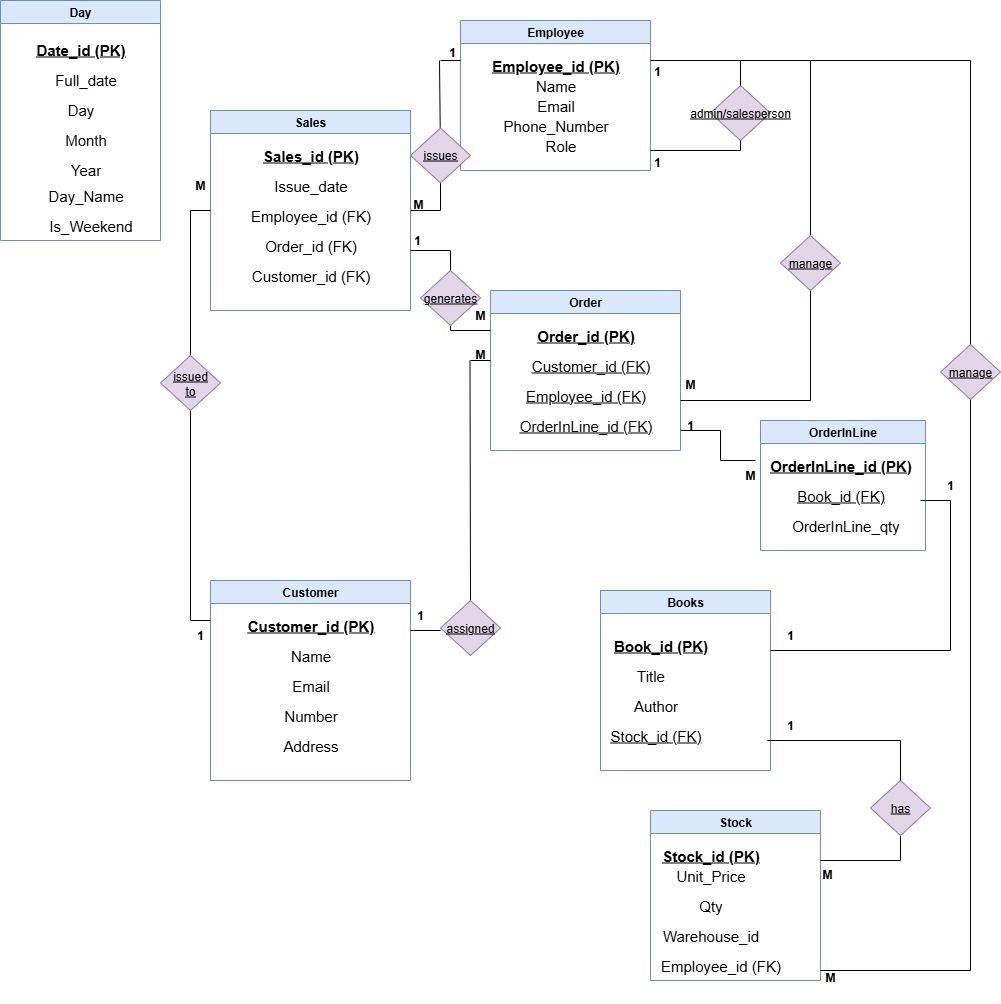 Day
Date_id (PK)
Full_date
Day
Month
Year
Day_Name
Is_Weekend
Employee
Employee_id (PK)
Name
Email
Phone_Number
Role
1
1
1
admin/salesperson
Sales
Sales_id (PK)
Issue_date
Employee_id (FK)
Order_id (FK)
Customer_id (FK)
issues
M
M
1
generates
M
M
manage
Order
Order_id (PK)
Customer_id (FK)
Employee_id (FK)
OrderInLine_id (FK)
M
1
M
manage
issued
to
OrderInLine
OrderInLine_id (PK)
Book_id (FK)
OrderInLine_qty
1
Customer
Customer_id (PK)
Name
Email
Number
Address
1
1
assigned
Books
Book_id (PK)
Title
Author
Stock_id (FK)
1
1
has
Stock
Stock_id (PK)
Unit_Price
Qty
Warehouse_id
Employee_id (FK)
M
M